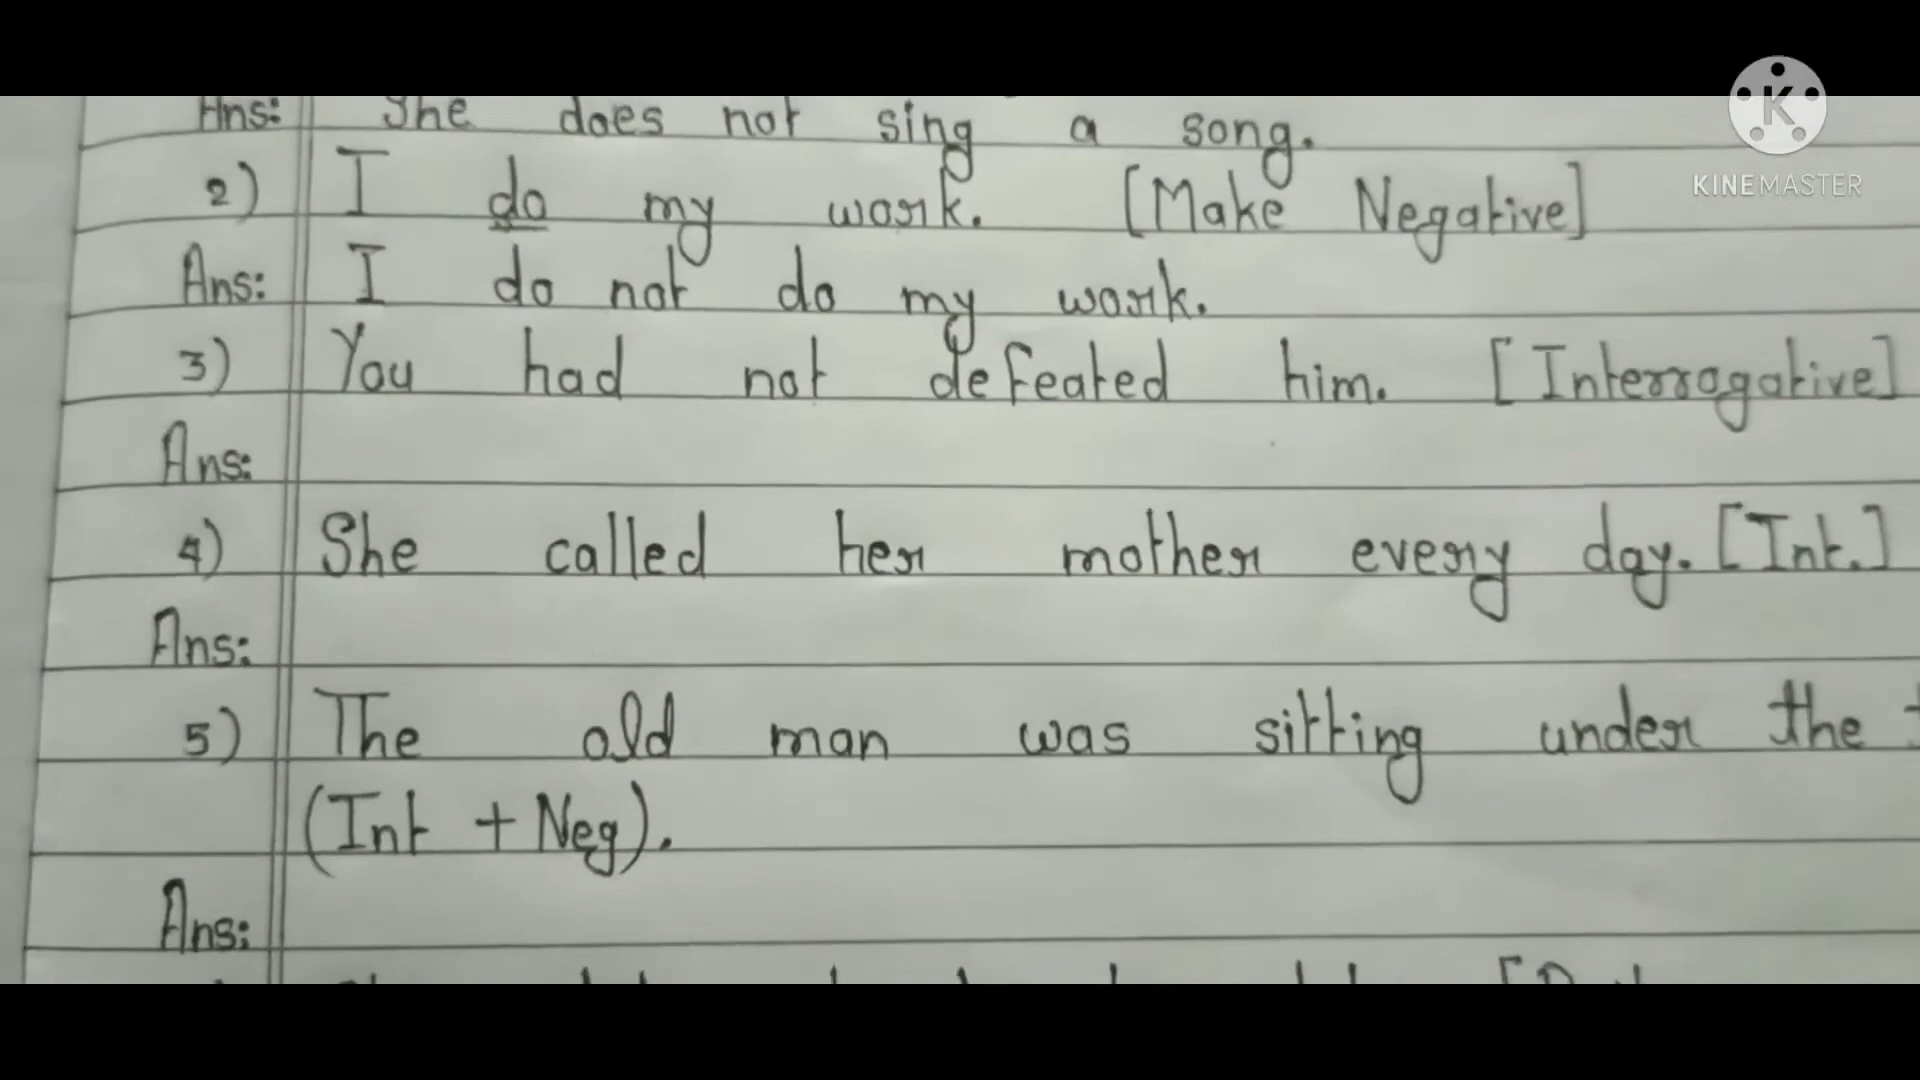 Ans: She does not sing a song.
2) I do my work. [Make Negative]
Ans: I do not do my work.
3) You had not defeated him. [Interrogative]
Ans:
4) She called her mother every day. [Int.]
Ans:
5) The old man was sitting under the
(Int + Neg).
Ans:
K
KINEMASTER